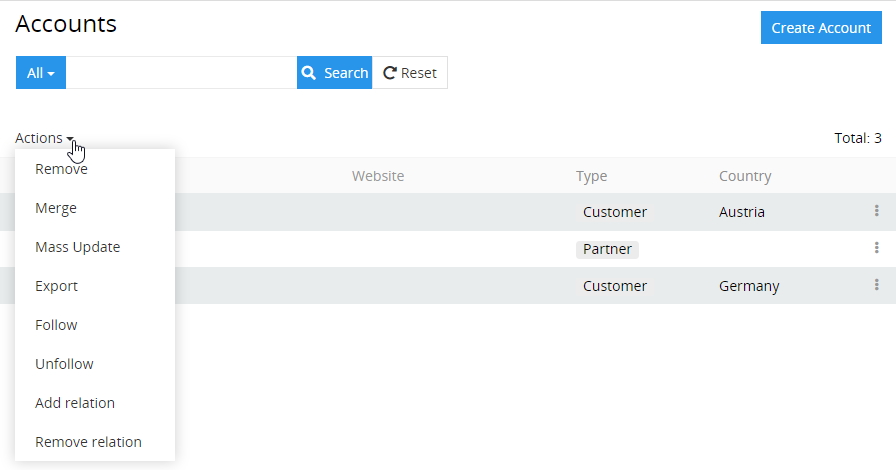 Accounts
Create Account
All
Search
Reset
Actions
Total: 3
Remove
Website
Type
Country
Merge
Customer
Austria
Mass Update
Partner
Export
Customer
Germany
Follow
Unfollow
Add relation
Remove relation